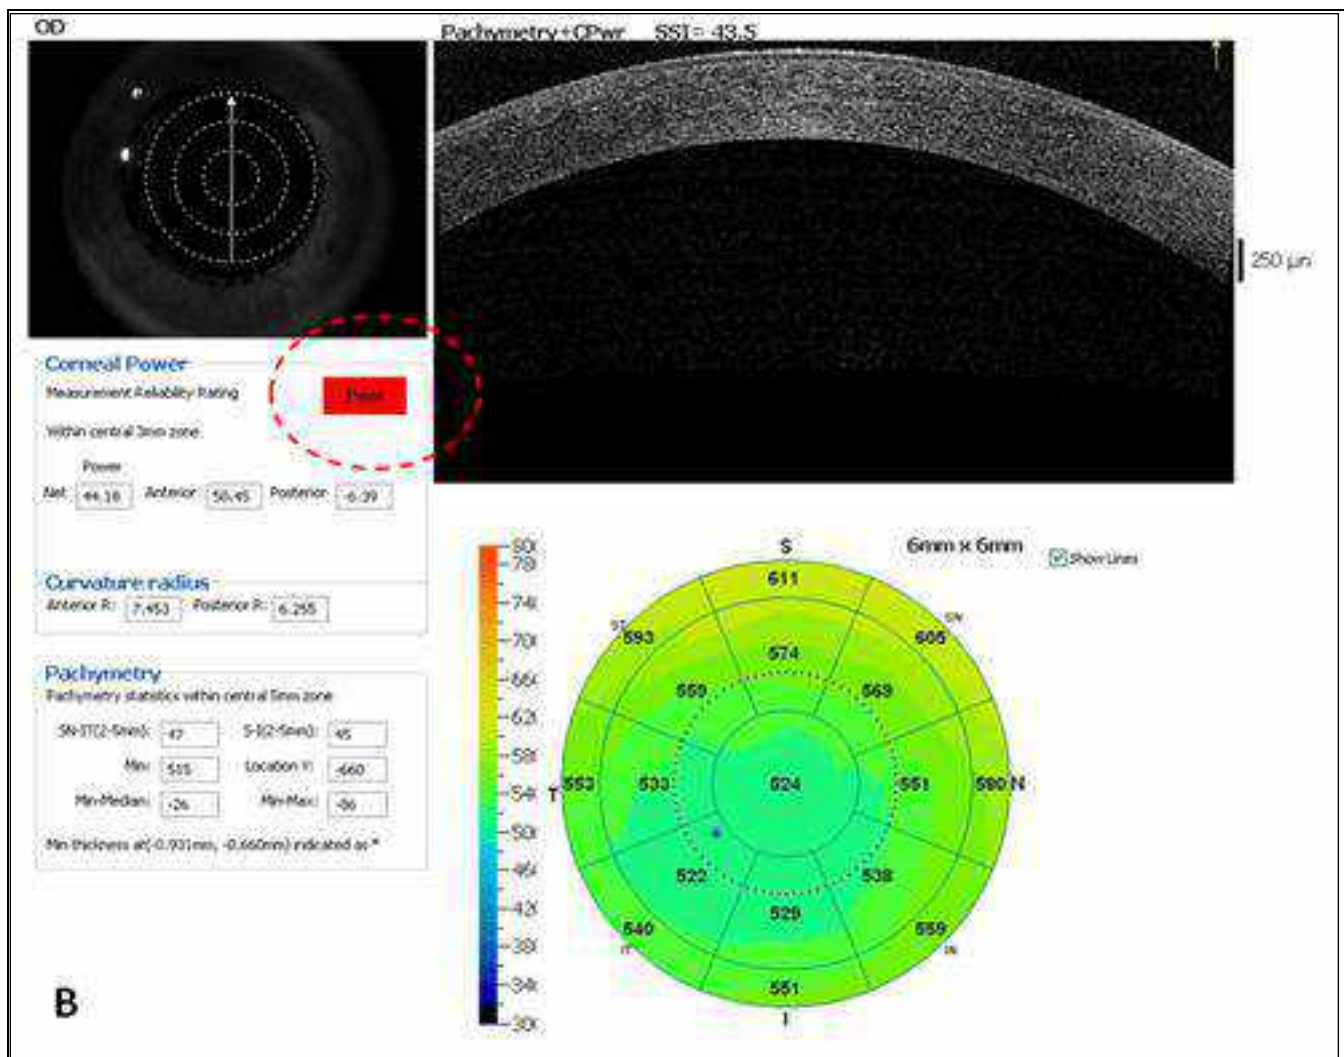 OD
Pachymetry+CPwr SSI= 43.5
250 µm
Corneal Power
Measurement Reliability Rating
Poor
Within central 3mm zone
Power
Net 44.18 Anterior 50.45 Posterior -6.39
Curvature radius
Anterior R: 7.453 Posterior R: 6.255
Pachymetry
Pachymetry statistics within central 5mm zone
SN-IT(2-5mm): 47 S-I(2-5mm): 45
Min: 515 Location Y: -660
Min-Median: -26 Min-Max: -86
Min thickness at(-0.931mm, -0.660mm) indicated as *
6mm x 6mm
Show Lines
S
611
593
605
SN
574
559
569
T
553
533
524
551
580 N
522
538
529
540
559
IT
IN
551
I
B